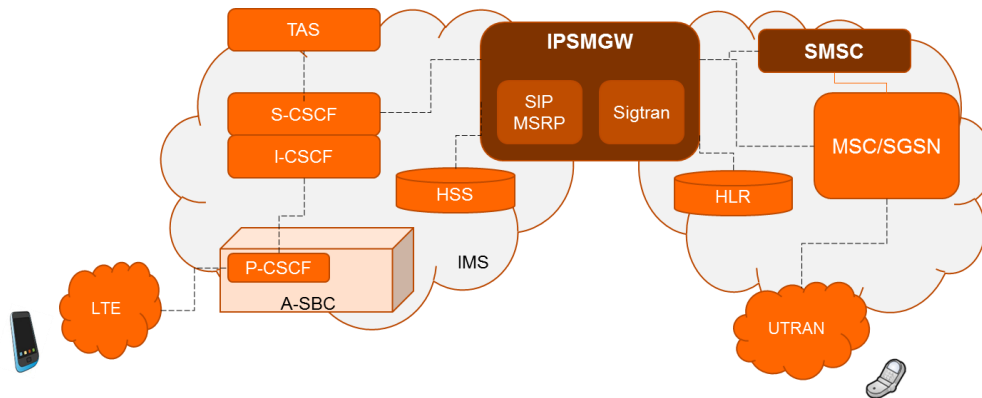 TAS
IPSMGW
SMSC
S-CSCF
SIP
MSRP
Sigtran
I-CSCF
MSC/SGSN
HSS
HLR
P-CSCF
IMS
A-SBC
LTE
UTRAN